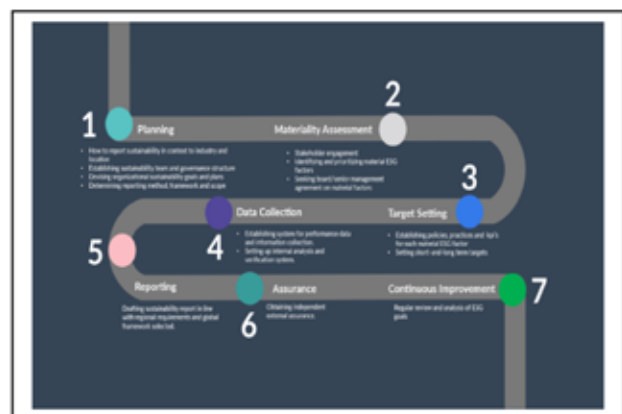 1
Planning
• How to report sustainability in context to industry and
location
• Establishing sustainability team and governance structure
• Devising organizational sustainability goals and plans
• Determining reporting method, framework and scope
2
Materiality Assessment
• Stakeholder engagement
• Identifying and prioritizing material ESG
factors
• Seeking board/senior management
agreement on material factors
3
Target Setting
• Establishing policies, practices and kpi's
for each material ESG factor
• Setting short-and-long term targets
4
Data Collection
• Establishing system for performance data
and information collection.
• Setting up internal analysis and
verification system.
5
Reporting
Drafting sustainability report in line
with regional requirements and global
framework selected.
6
Assurance
Obtaining independent
external assurance.
7
Continuous Improvement
Regular review and analysis of ESG
goals